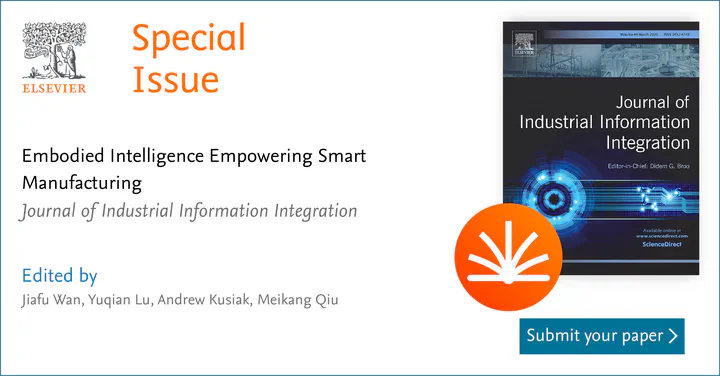 Special
Issue
ELSEVIER
Embodied Intelligence Empowering Smart
Manufacturing
Journal of Industrial Information Integration
Edited by
Jiafu Wan, Yuqian Lu, Andrew Kusiak, Meikang Qiu
ELSEVIER
Journal of
Industrial Information
Integration
Editor-in-Chief: Didem G. Broo
Available online at
www.sciencedirect.com
ScienceDirect
Submit your paper >